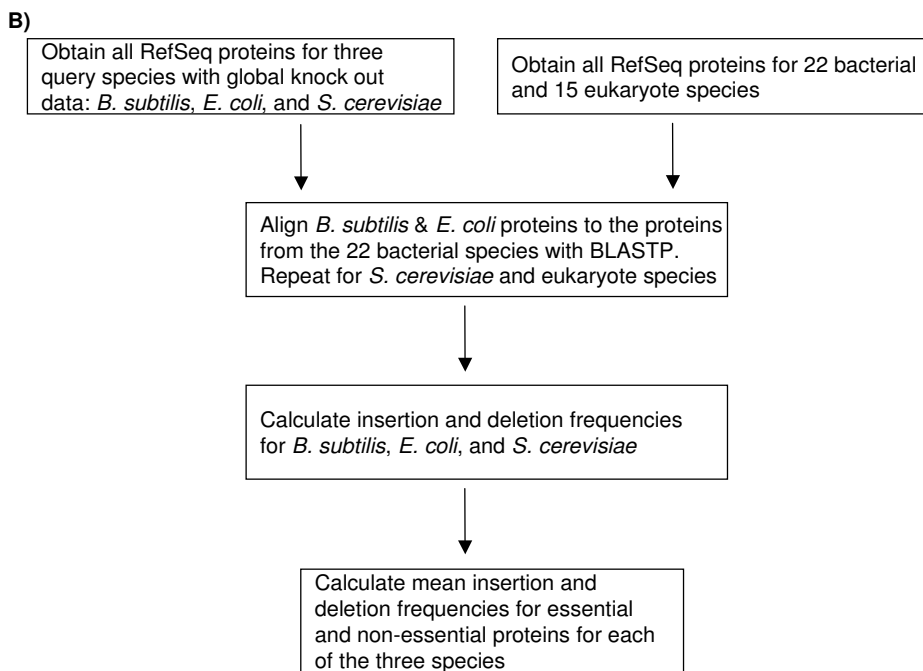 B)
Obtain all RefSeq proteins for three
query species with global knock out
data: B. subtilis, E. coli, and S. cerevisiae
Obtain all RefSeq proteins for 22 bacterial
and 15 eukaryote species
Align B. subtilis & E. coli proteins to the proteins
from the 22 bacterial species with BLASTP.
Repeat for S. cerevisiae and eukaryote species
Calculate insertion and deletion frequencies
for B. subtilis, E. coli, and S. cerevisiae
Calculate mean insertion and
deletion frequencies for essential
and non-essential proteins for each
of the three species